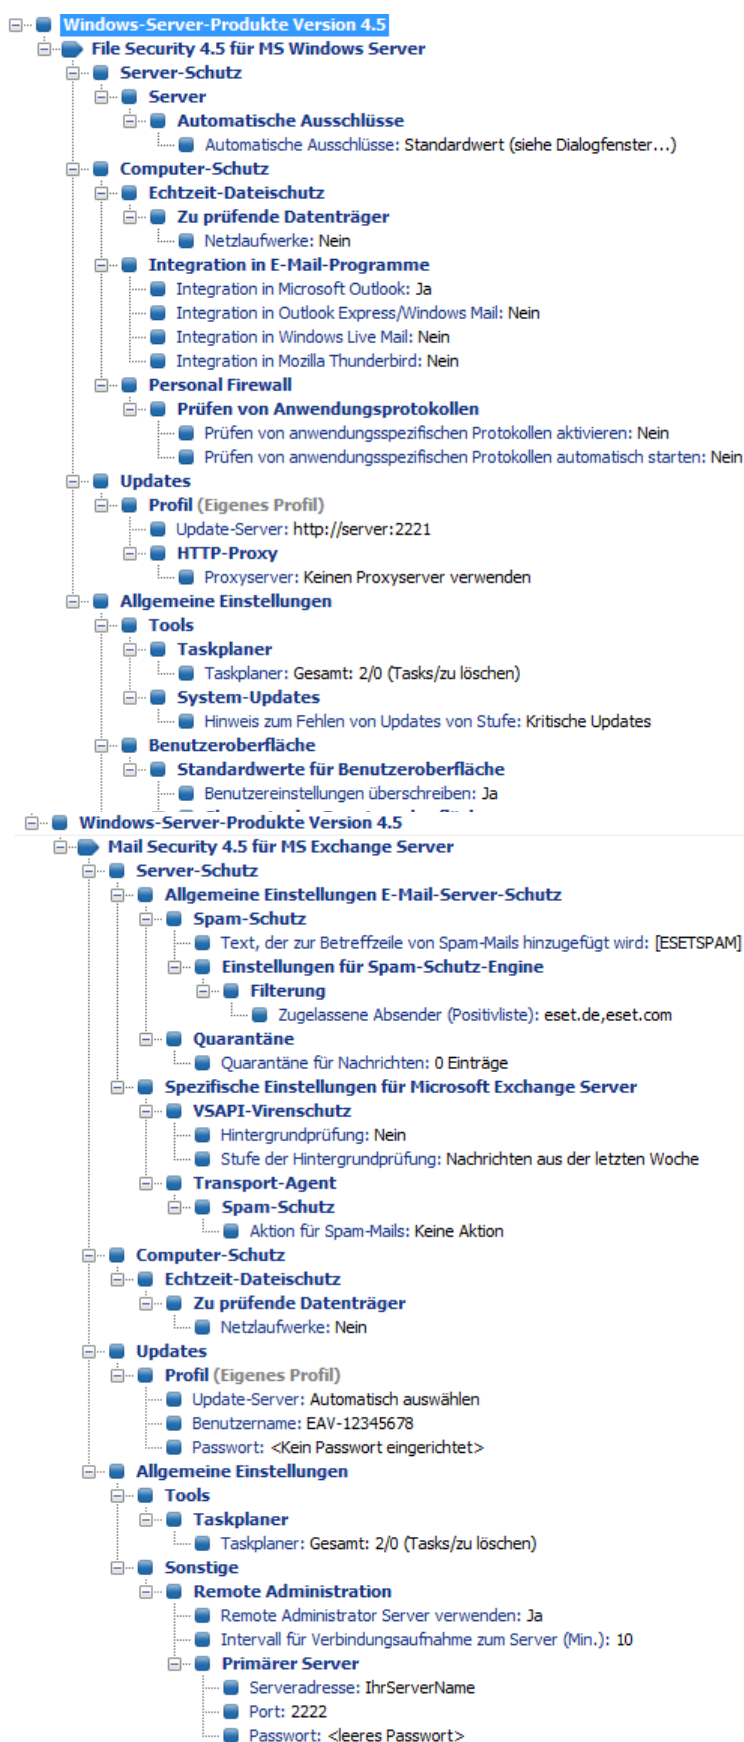 Windows-Server-Produkte Version 4.5
File Security 4.5 für MS Windows Server
Server-Schutz
Server
Automatische Ausschlüsse
Automatische Ausschlüsse: Standardwert (siehe Dialogfenster...)
Computer-Schutz
Echtzeit-Dateischutz
Zu prüfende Datenträger
Netzlaufwerke: Nein
Integration in E-Mail-Programme
Integration in Microsoft Outlook: Ja
Integration in Outlook Express/Windows Mail: Nein
Integration in Windows Live Mail: Nein
Integration in Mozilla Thunderbird: Nein
Personal Firewall
Prüfen von Anwendungsprotokollen
Prüfen von anwendungsspezifischen Protokollen aktivieren: Nein
Prüfen von anwendungsspezifischen Protokollen automatisch starten: Nein
Updates
Profil (Eigenes Profil)
Update-Server: http://server:2221
HTTP-Proxy
Proxyserver: Keinen Proxyserver verwenden
Allgemeine Einstellungen
Tools
Taskplaner
Taskplaner: Gesamt: 2/0 (Tasks/zu löschen)
System-Updates
Hinweis zum Fehlen von Updates von Stufe: Kritische Updates
Benutzeroberfläche
Standardwerte für Benutzeroberfläche
Benutzereinstellungen überschreiben: Ja
Windows-Server-Produkte Version 4.5
Mail Security 4.5 für MS Exchange Server
Server-Schutz
Allgemeine Einstellungen E-Mail-Server-Schutz
Spam-Schutz
Text, der zur Betreffzeile von Spam-Mails hinzugefügt wird: [ESETSPAM]
Einstellungen für Spam-Schutz-Engine
Filterung
Zugelassene Absender (Positivliste): eset.de,eset.com
Quarantäne
Quarantäne für Nachrichten: 0 Einträge
Spezifische Einstellungen für Microsoft Exchange Server
VSAPI-Virenschutz
Hintergrundprüfung: Nein
Stufe der Hintergrundprüfung: Nachrichten aus der letzten Woche
Transport-Agent
Spam-Schutz
Aktion für Spam-Mails: Keine Aktion
Computer-Schutz
Echtzeit-Dateischutz
Zu prüfende Datenträger
Netzlaufwerke: Nein
Updates
Profil (Eigenes Profil)
Update-Server: Automatisch auswählen
Benutzername: EAV-12345678
Passwort: <Kein Passwort eingerichtet>
Allgemeine Einstellungen
Tools
Taskplaner
Taskplaner: Gesamt: 2/0 (Tasks/zu löschen)
Sonstige
Remote Administration
Remote Administrator Server verwenden: Ja
Intervall für Verbindungsaufnahme zum Server (Min.): 10
Primärer Server
Serveradresse: IhrServerName
Port: 2222
Passwort: <leeres Passwort>